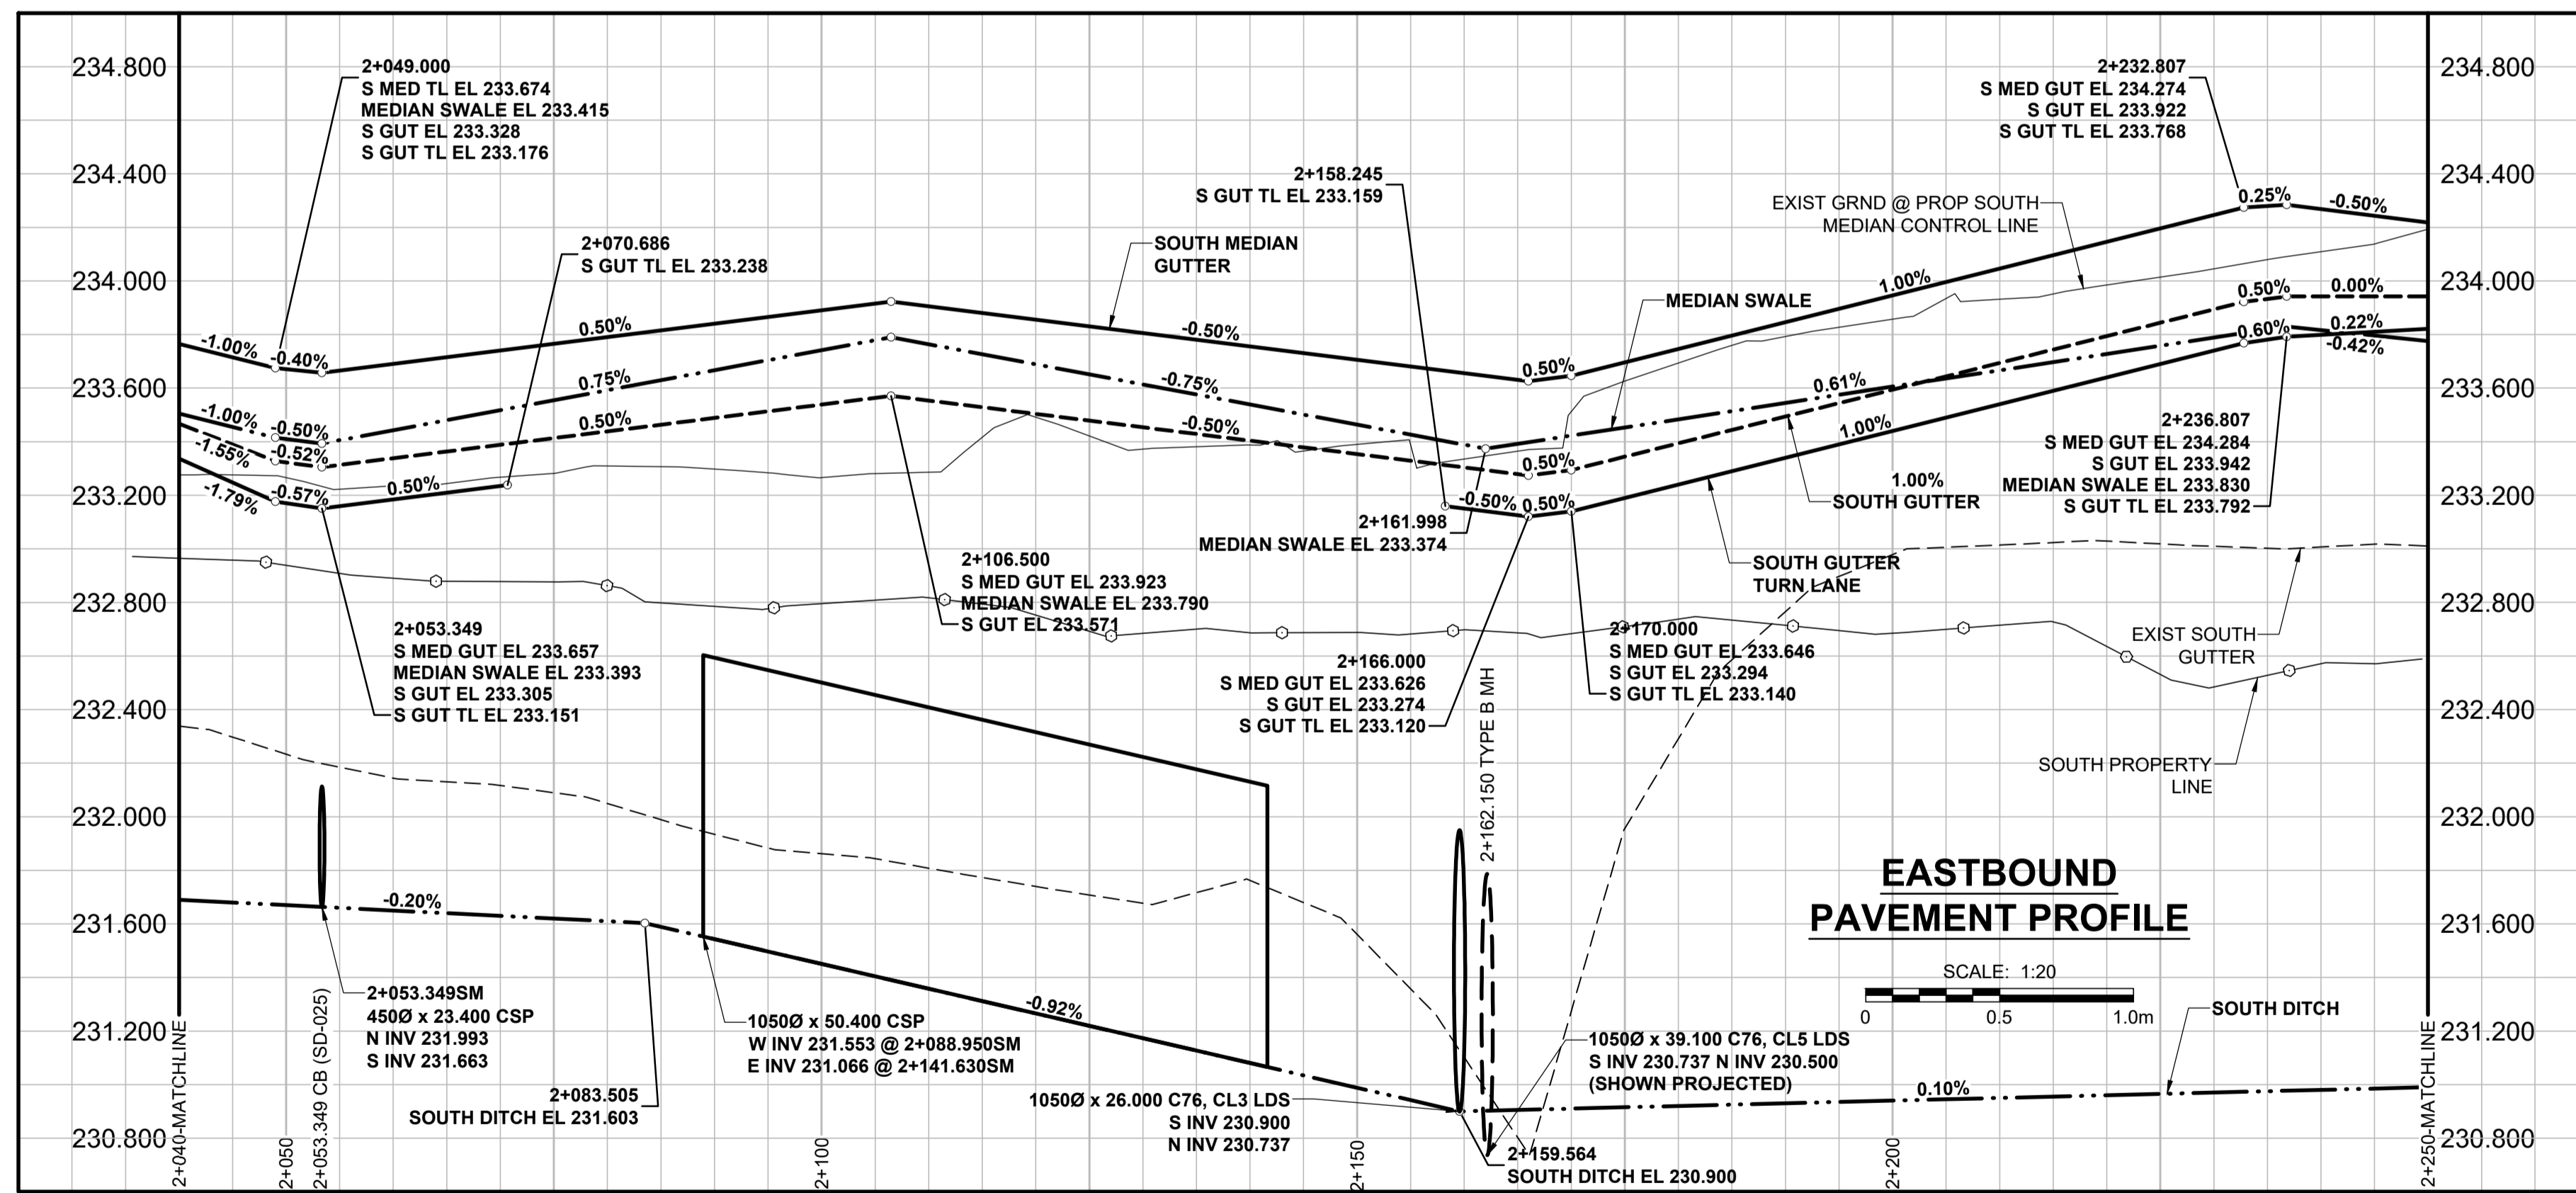 234.800
234.400
234.000
233.600
233.200
232.800
232.400
232.000
231.600
231.200
230.800
2+049.000
S MED TL EL 233.674
MEDIAN SWALE EL 233.415
S GUT EL 233.328
S GUT TL EL 233.176
2+070.686
S GUT TL EL 233.238
SOUTH MEDIAN
GUTTER
2+158.245
S GUT TL EL 233.159
2+232.807
S MED GUT EL 234.274
S GUT EL 233.922
S GUT TL EL 233.768
EXIST GRND @ PROP SOUTH
MEDIAN CONTROL LINE
MEDIAN SWALE
-1.00%
-0.40%
0.50%
-0.50%
0.50%
1.00%
0.25%
-0.50%
-1.00%
-0.50%
0.75%
-0.75%
0.61%
0.60%
-0.42%
-1.55%
-0.52%
0.50%
-0.50%
0.50%
0.50%
0.00%
-1.79%
-0.57%
0.50%
-0.50%
0.50%
1.00%
0.22%
2+236.807
S MED GUT EL 234.284
S GUT EL 233.942
MEDIAN SWALE EL 233.830
S GUT TL EL 233.792
1.00%
SOUTH GUTTER
2+161.998
MEDIAN SWALE EL 233.374
SOUTH GUTTER
TURN LANE
2+106.500
S MED GUT EL 233.923
MEDIAN SWALE EL 233.790
S GUT EL 233.571
2+053.349
S MED GUT EL 233.657
MEDIAN SWALE EL 233.393
S GUT EL 233.305
S GUT TL EL 233.151
2+166.000
S MED GUT EL 233.626
S GUT EL 233.274
S GUT TL EL 233.120
2+170.000
S MED GUT EL 233.646
S GUT EL 233.294
S GUT TL EL 233.140
EXIST SOUTH
GUTTER
SOUTH PROPERTY
LINE
2+162.150 TYPE B MH
-0.20%
-0.92%
0.10%
2+053.349SM
450Ø x 23.400 CSP
N INV 231.993
S INV 231.663
2+083.505
SOUTH DITCH EL 231.603
1050Ø x 50.400 CSP
W INV 231.553 @ 2+088.950SM
E INV 231.066 @ 2+141.630SM
1050Ø x 26.000 C76, CL3 LDS
S INV 230.900
N INV 230.737
1050Ø x 39.100 C76, CL5 LDS
S INV 230.737 N INV 230.500
(SHOWN PROJECTED)
2+159.564
SOUTH DITCH EL 230.900
EASTBOUND
PAVEMENT PROFILE
SCALE: 1:20
0 0.5 1.0m
SOUTH DITCH
2+040-MATCHLINE
2+050
2+053.349 CB (SD-025)
2+100
2+150
2+200
2+250-MATCHLINE
234.800
234.400
234.000
233.600
233.200
232.800
232.400
232.000
231.600
231.200
230.800